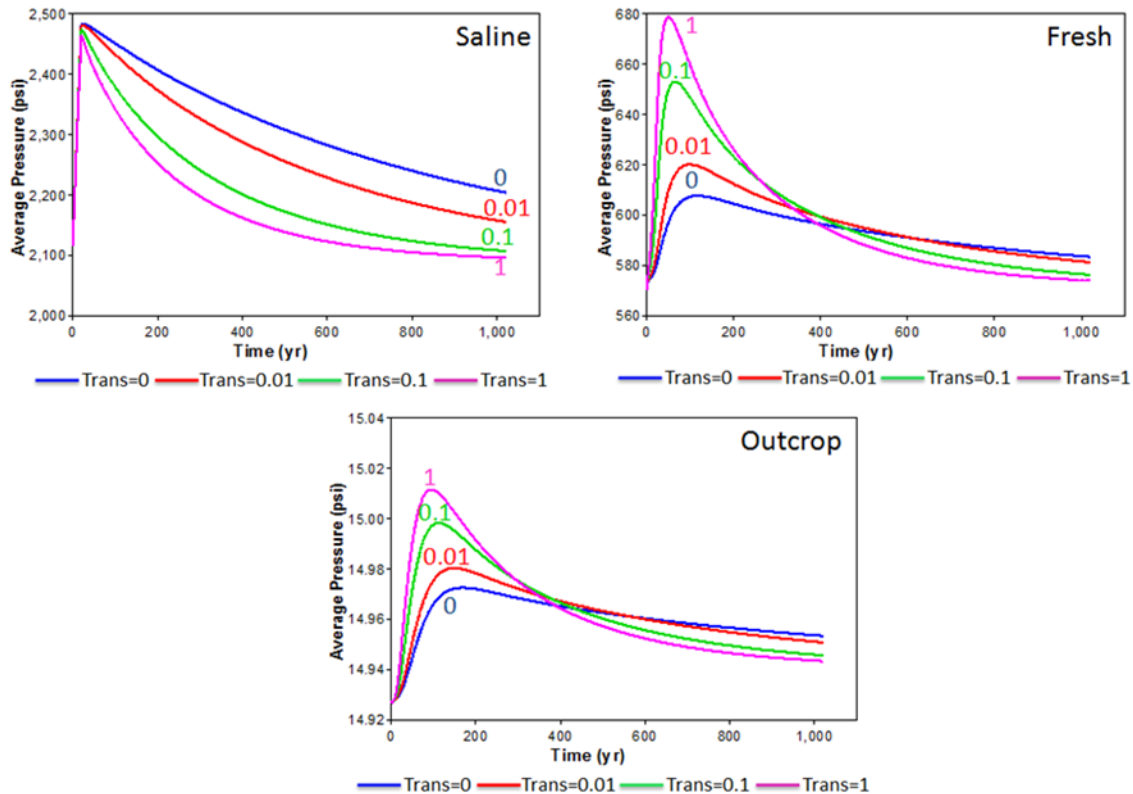 Saline
Average Pressure (psi)
2,500
2,400
2,300
2,200
2,100
2,000
0
0.01
0.1
1
0 200 400 600 800 1,000
Time (yr)
Trans=0 Trans=0.01 Trans=0.1 Trans=1
Fresh
Average Pressure (psi)
680
660
640
620
600
580
560
1
0.1
0.01
0
0 200 400 600 800 1,000
Time (yr)
Trans=0 Trans=0.01 Trans=0.1 Trans=1
Outcrop
Average Pressure (psi)
15.04
15.02
15.00
14.98
14.96
14.94
14.92
1
0.1
0.01
0
0 200 400 600 800 1,000
Time (yr)
Trans=0 Trans=0.01 Trans=0.1 Trans=1